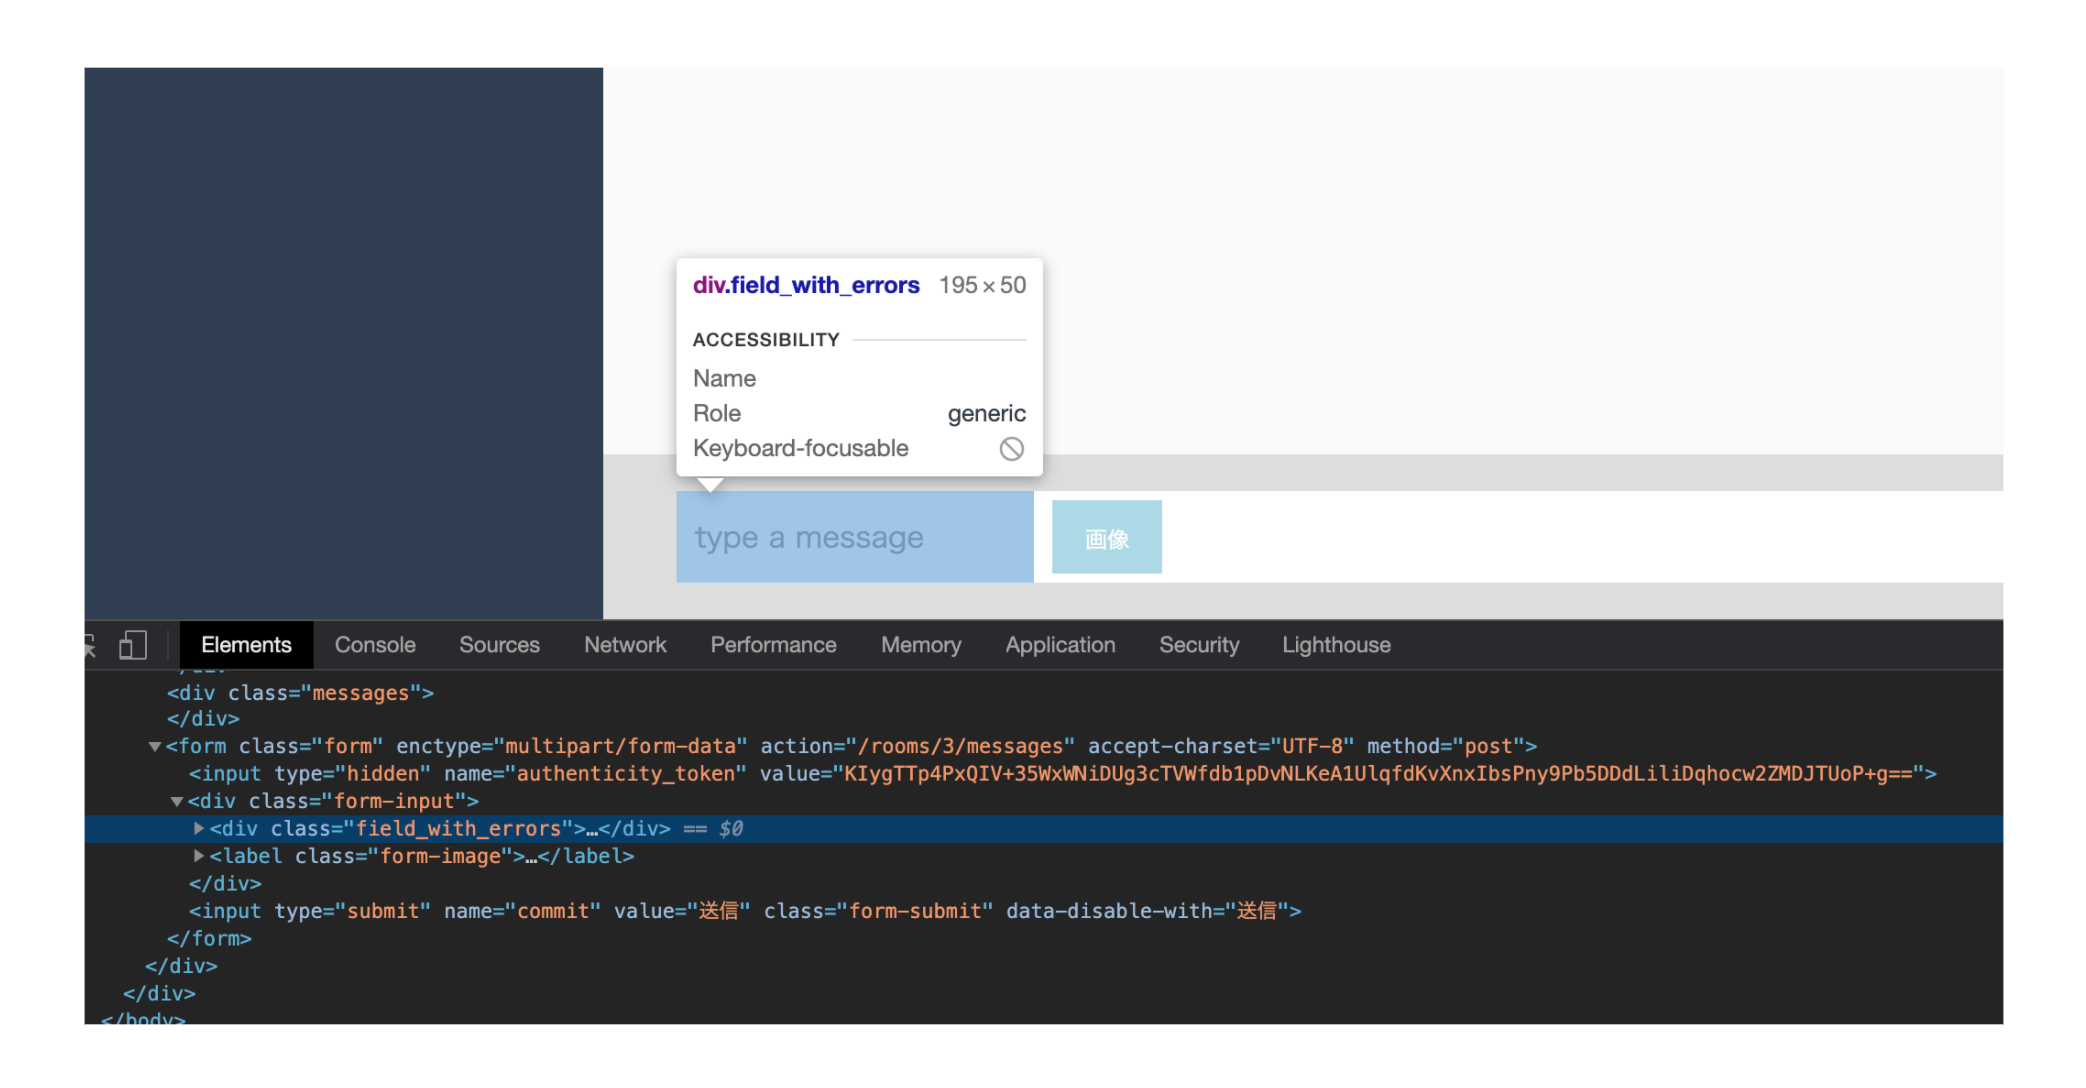 div.field_with_errors 195 × 50
ACCESSIBILITY
Name
Role generic
Keyboard-focusable
type a message
画像
Elements Console Sources Network Performance Memory Application Security Lighthouse
<div class="messages">
</div>
<form class="form" enctype="multipart/form-data" action="/rooms/3/messages" accept-charset="UTF-8" method="post">
<input type="hidden" name="authenticity_token" value="KIygTTp4PxQIV+35WxWNiDUg3cTVWfdb1pDvNLKeA1UlqfdKvXnxIbsPny9Pb5DDdLiliDqhocw2ZMDJTUoP+g==">
<div class="form-input">
<div class="field_with_errors">…</div> == $0
<label class="form-image">…</label>
</div>
<input type="submit" name="commit" value="送信" class="form-submit" data-disable-with="送信">
</form>
</div>
</div>
</body>